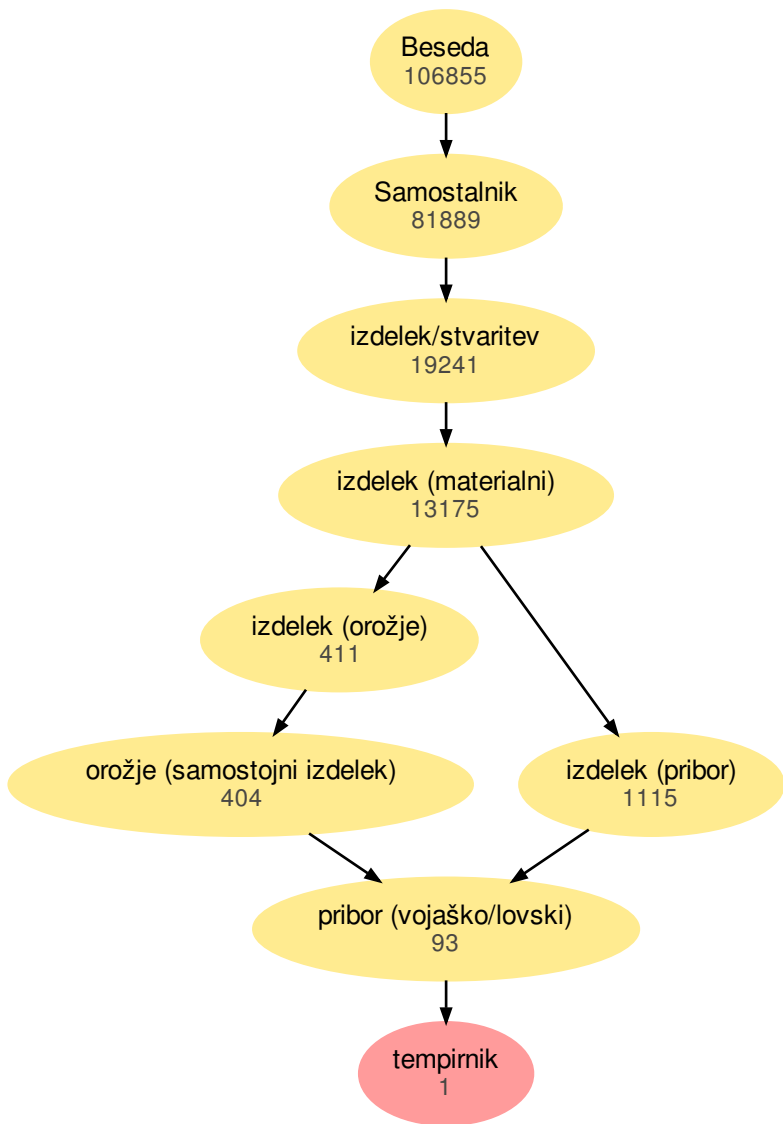 Beseda
106855
Samostalnik
81889
izdelek/stvaritev
19241
izdelek (materialni)
13175
izdelek (orožje)
411
orožje (samostojni izdelek)
404
izdelek (pribor)
1115
pribor (vojaško/lovski)
93
tempirnik
1